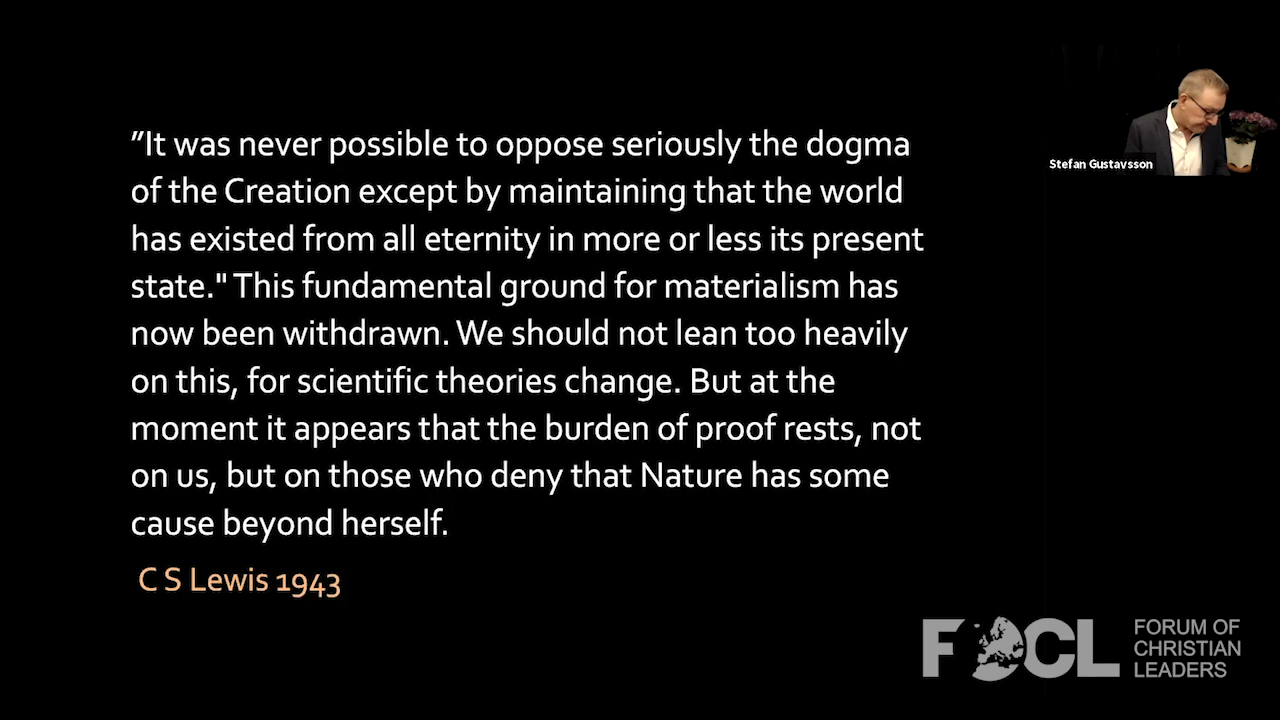 ”It was never possible to oppose seriously the dogma
of the Creation except by maintaining that the world
has existed from all eternity in more or less its present
state." This fundamental ground for materialism has
now been withdrawn. We should not lean too heavily
on this, for scientific theories change. But at the
moment it appears that the burden of proof rests, not
on us, but on those who deny that Nature has some
cause beyond herself.
C S Lewis 1943
Stefan Gustavsson
FOCL
FORUM OF
CHRISTIAN
LEADERS